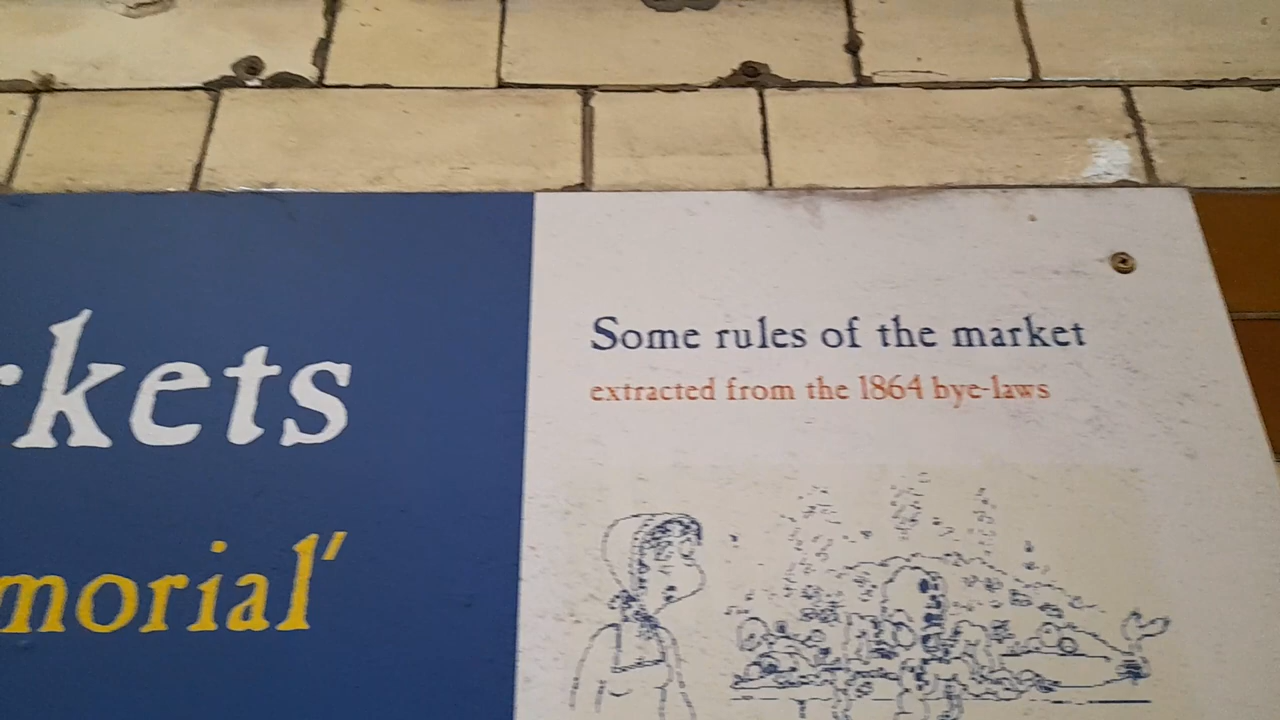 rkets
morial'
Some rules of the market
extracted from the 1864 bye-laws